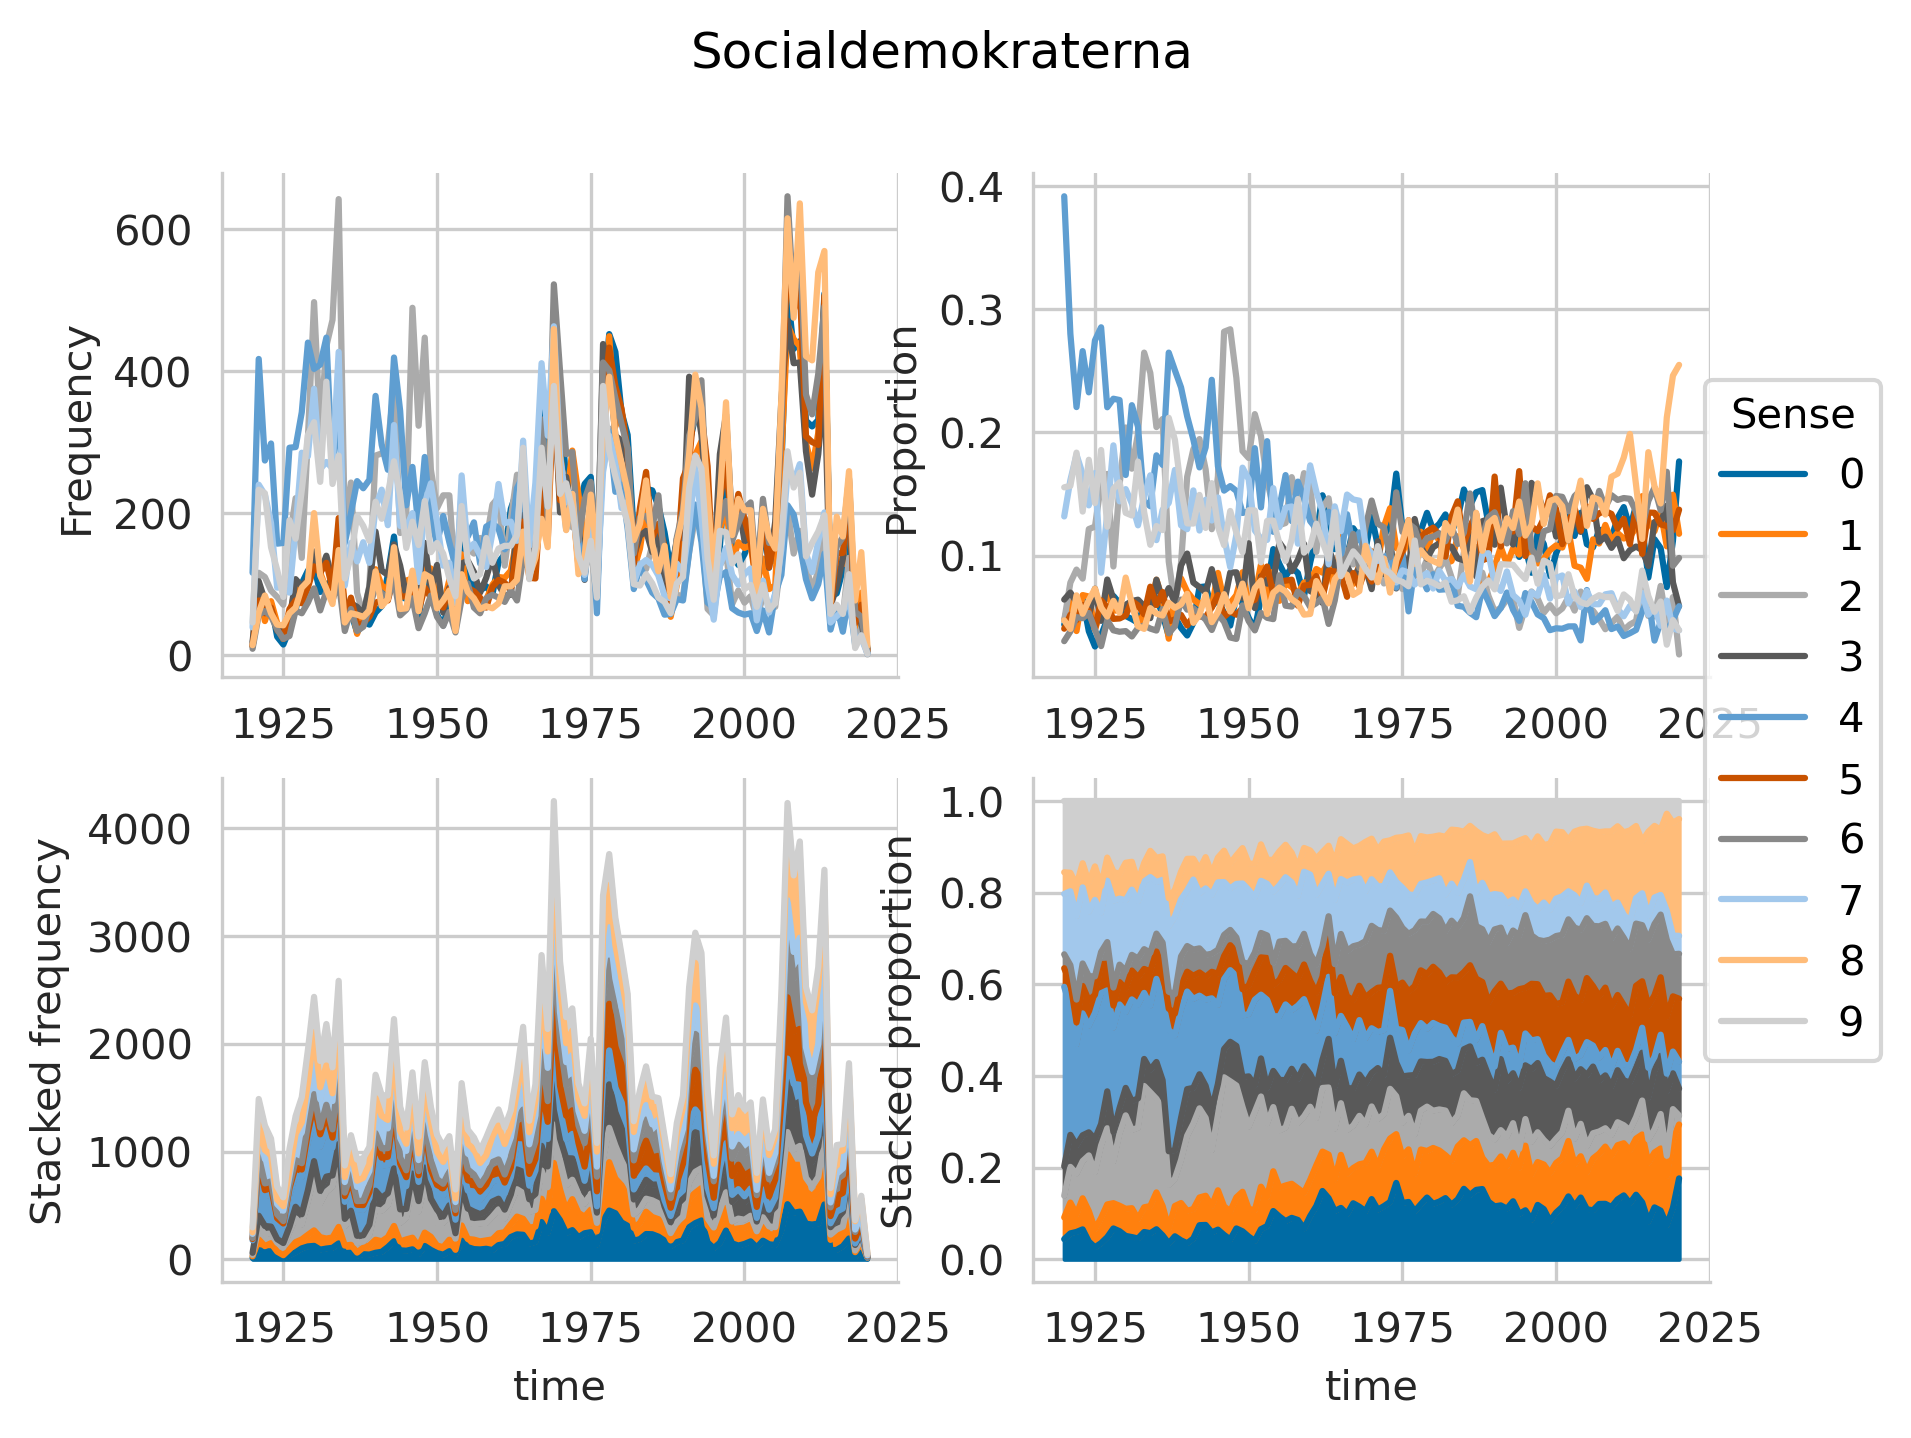 Socialdemokraterna
Frequency
600
400
200
0
1925 1950 1975 2000 2025
Proportion
0.4
0.3
0.2
0.1
1925 1950 1975 2000 2025
Stacked frequency
4000
3000
2000
1000
0
1925 1950 1975 2000 2025
time
Stacked proportion
1.0
0.8
0.6
0.4
0.2
0.0
1925 1950 1975 2000 2025
time
Sense
0
1
2
3
4
5
6
7
8
9